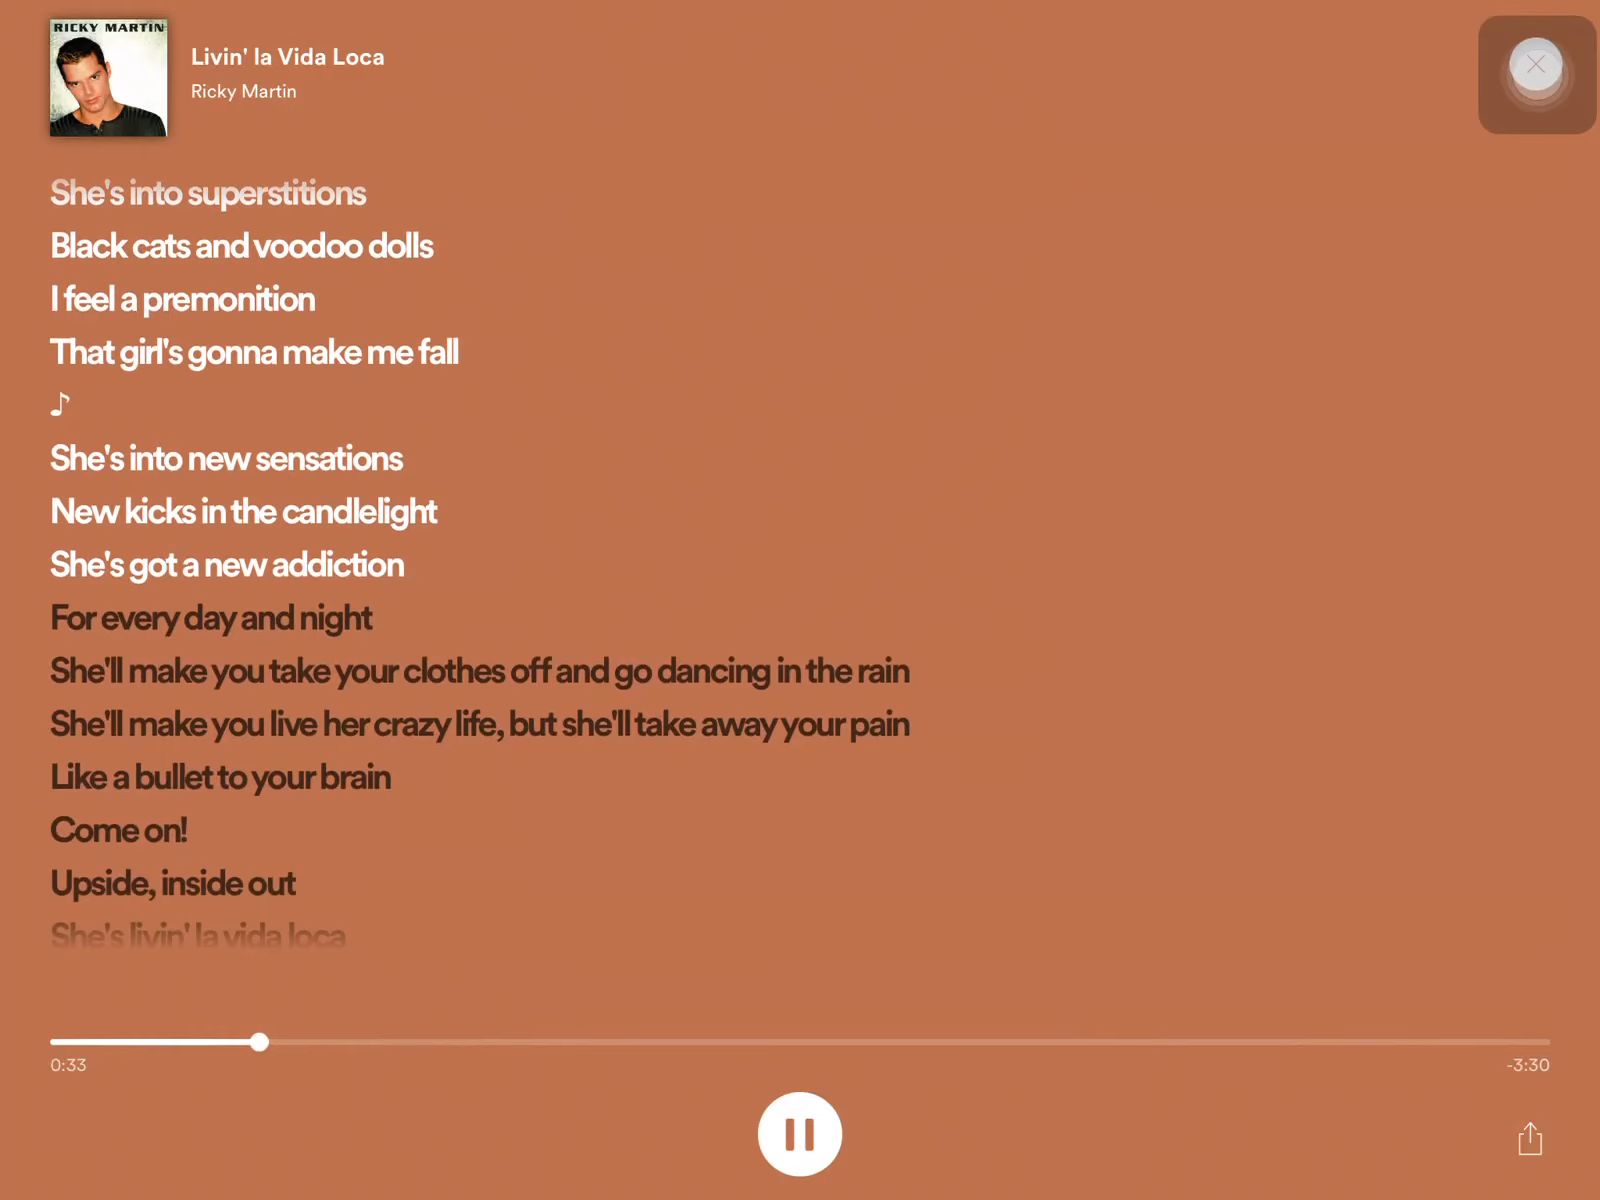 RICKY MARTIN
Livin' la Vida Loca
Ricky Martin
She's into superstitions
Black cats and voodoo dolls
I feel a premonition
That girl's gonna make me fall
♪
She's into new sensations
New kicks in the candlelight
She's got a new addiction
For every day and night
She'll make you take your clothes off and go dancing in the rain
She'll make you live her crazy life, but she'll take away your pain
Like a bullet to your brain
Come on!
Upside, inside out
She's livin' la vida loca
0:33
-3:30